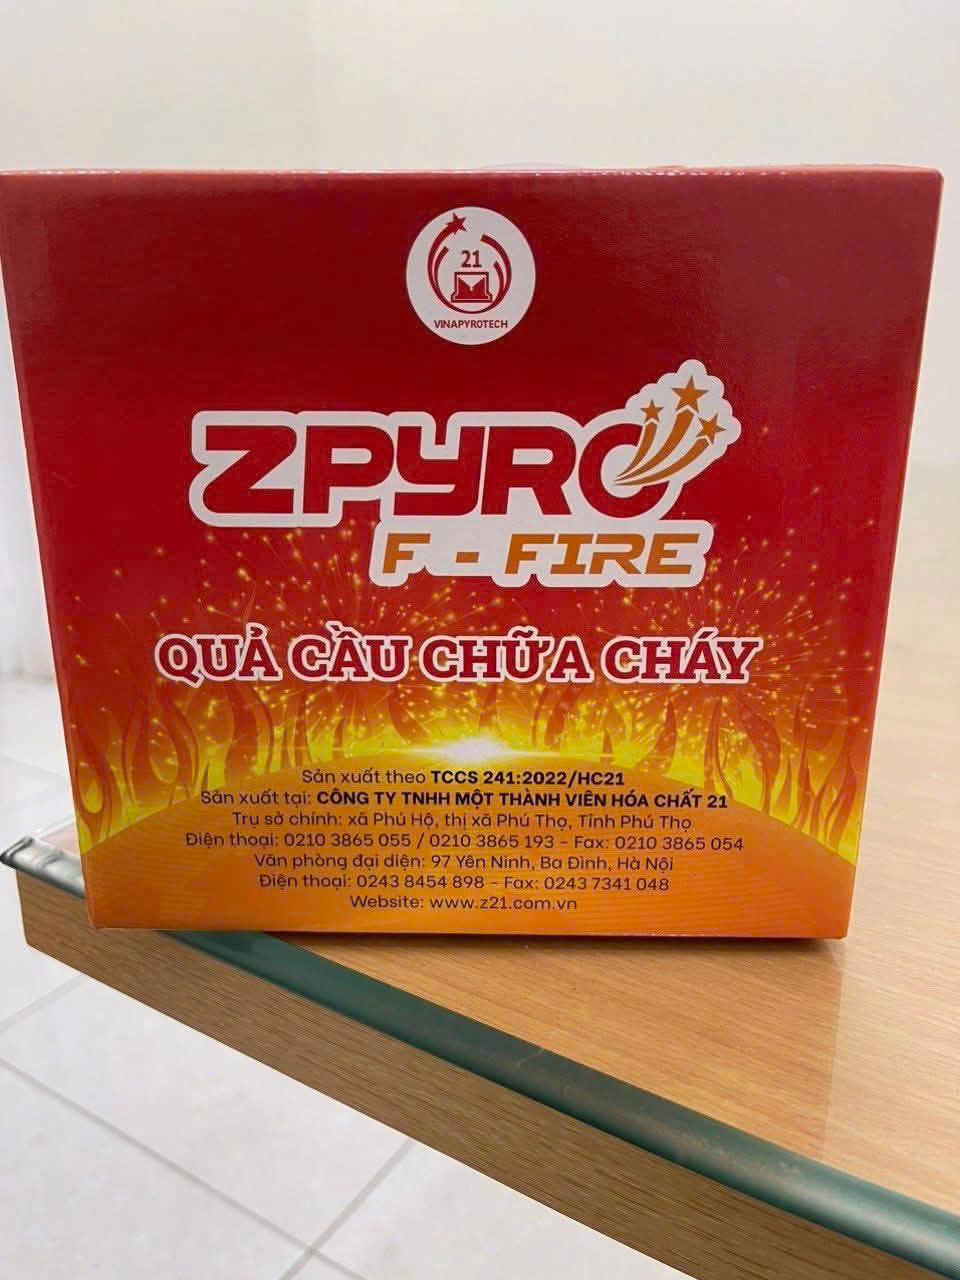 21
VINAPYROTECH
ZPYRO
F - FIRE
QUẢ CẦU CHỮA CHÁY
Sản xuất theo TCCS 241:2022/HC21
Sản xuất tại: CÔNG TY TNHH MỘT THÀNH VIÊN HÓA CHẤT 21
Trụ sở chính: xã Phú Hộ, thị xã Phú Thọ, Tỉnh Phú Thọ
Điện thoại: 0210 3865 055 / 0210 3865 193 - Fax: 0210 3865 054
Văn phòng đại diện: 97 Yên Ninh, Ba Đình, Hà Nội
Điện thoại: 0243 8454 898 - Fax: 0243 7341 048
Website: www.z21.com.vn